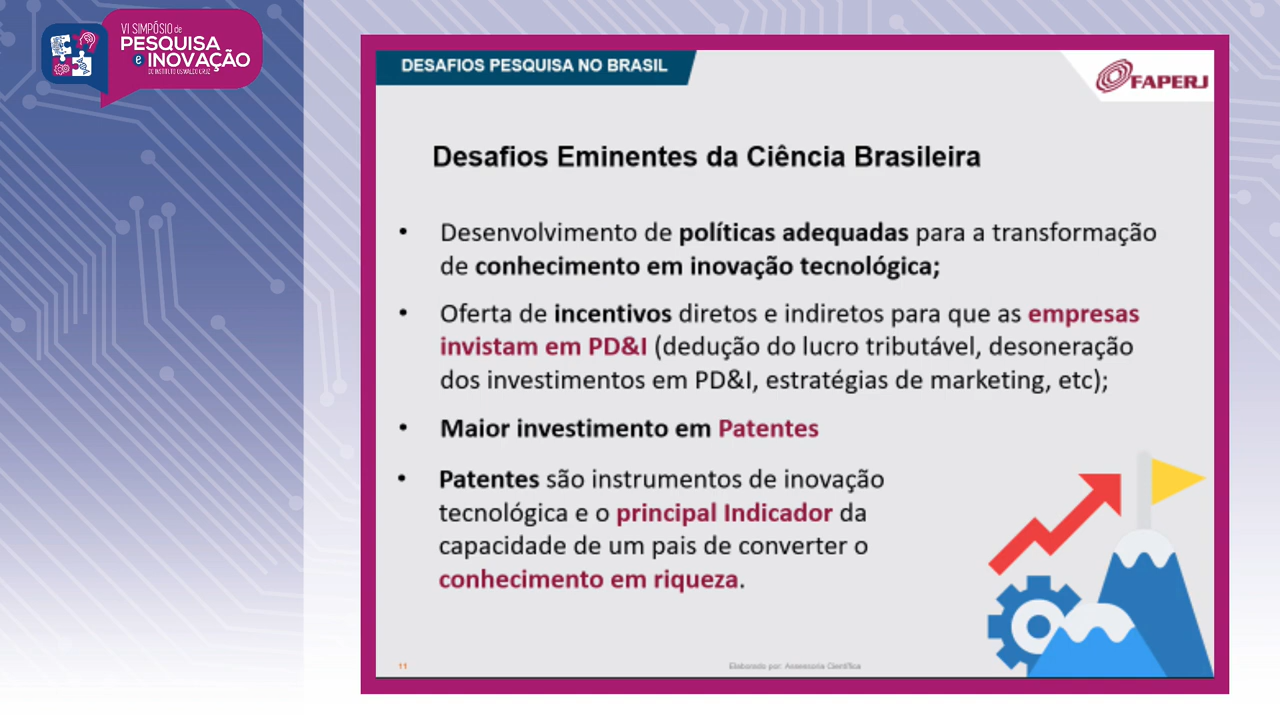 VI SIMPÓSIO de
PESQUISA
e INOVAÇÃO
DO INSTITUTO OSWALDO CRUZ
DESAFIOS PESQUISA NO BRASIL
FAPERJ
Desafios Eminentes da Ciência Brasileira
• Desenvolvimento de políticas adequadas para a transformação
de conhecimento em inovação tecnológica;
• Oferta de incentivos diretos e indiretos para que as empresas
invistam em PD&I (dedução do lucro tributável, desoneração
dos investimentos em PD&I, estratégias de marketing, etc);
• Maior investimento em Patentes
• Patentes são instrumentos de inovação
tecnológica e o principal Indicador da
capacidade de um pais de converter o
conhecimento em riqueza.
11
Elaborado por: Assessoria Científica